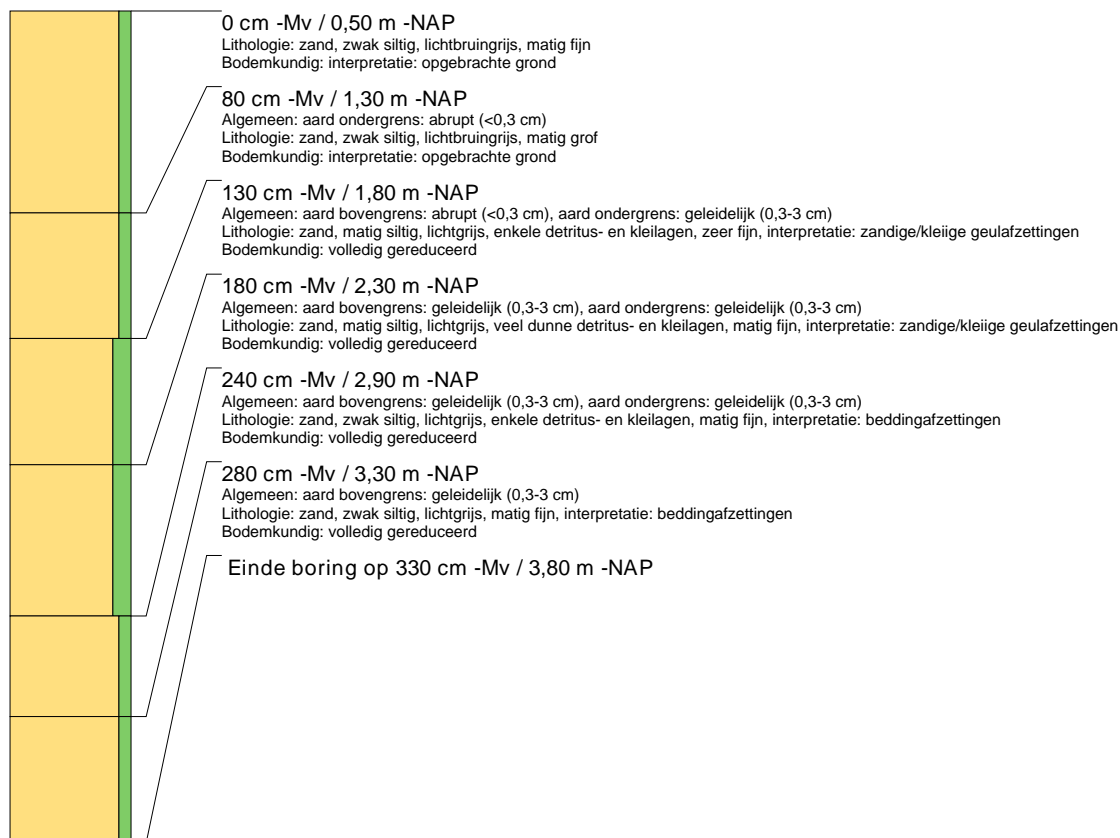 0 cm -Mv / 0,50 m -NAP
Lithologie: zand, zwak siltig, lichtbruingrijs, matig fijn
Bodemkundig: interpretatie: opgebrachte grond
80 cm -Mv / 1,30 m -NAP
Algemeen: aard ondergrens: abrupt (<0,3 cm)
Lithologie: zand, zwak siltig, lichtbruingrijs, matig grof
Bodemkundig: interpretatie: opgebrachte grond
130 cm -Mv / 1,80 m -NAP
Algemeen: aard bovengrens: abrupt (<0,3 cm), aard ondergrens: geleidelijk (0,3-3 cm)
Lithologie: zand, matig siltig, lichtgrijs, enkele detritus- en kleilagen, zeer fijn, interpretatie: zandige/kleiige geulafzettingen
Bodemkundig: volledig gereduceerd
180 cm -Mv / 2,30 m -NAP
Algemeen: aard bovengrens: geleidelijk (0,3-3 cm), aard ondergrens: geleidelijk (0,3-3 cm)
Lithologie: zand, matig siltig, lichtgrijs, veel dunne detritus- en kleilagen, matig fijn, interpretatie: zandige/kleiige geulafzettingen
Bodemkundig: volledig gereduceerd
240 cm -Mv / 2,90 m -NAP
Algemeen: aard bovengrens: geleidelijk (0,3-3 cm), aard ondergrens: geleidelijk (0,3-3 cm)
Lithologie: zand, zwak siltig, lichtgrijs, enkele detritus- en kleilagen, matig fijn, interpretatie: beddingafzettingen
Bodemkundig: volledig gereduceerd
280 cm -Mv / 3,30 m -NAP
Algemeen: aard bovengrens: geleidelijk (0,3-3 cm)
Lithologie: zand, zwak siltig, lichtgrijs, matig fijn, interpretatie: beddingafzettingen
Bodemkundig: volledig gereduceerd
Einde boring op 330 cm -Mv / 3,80 m -NAP